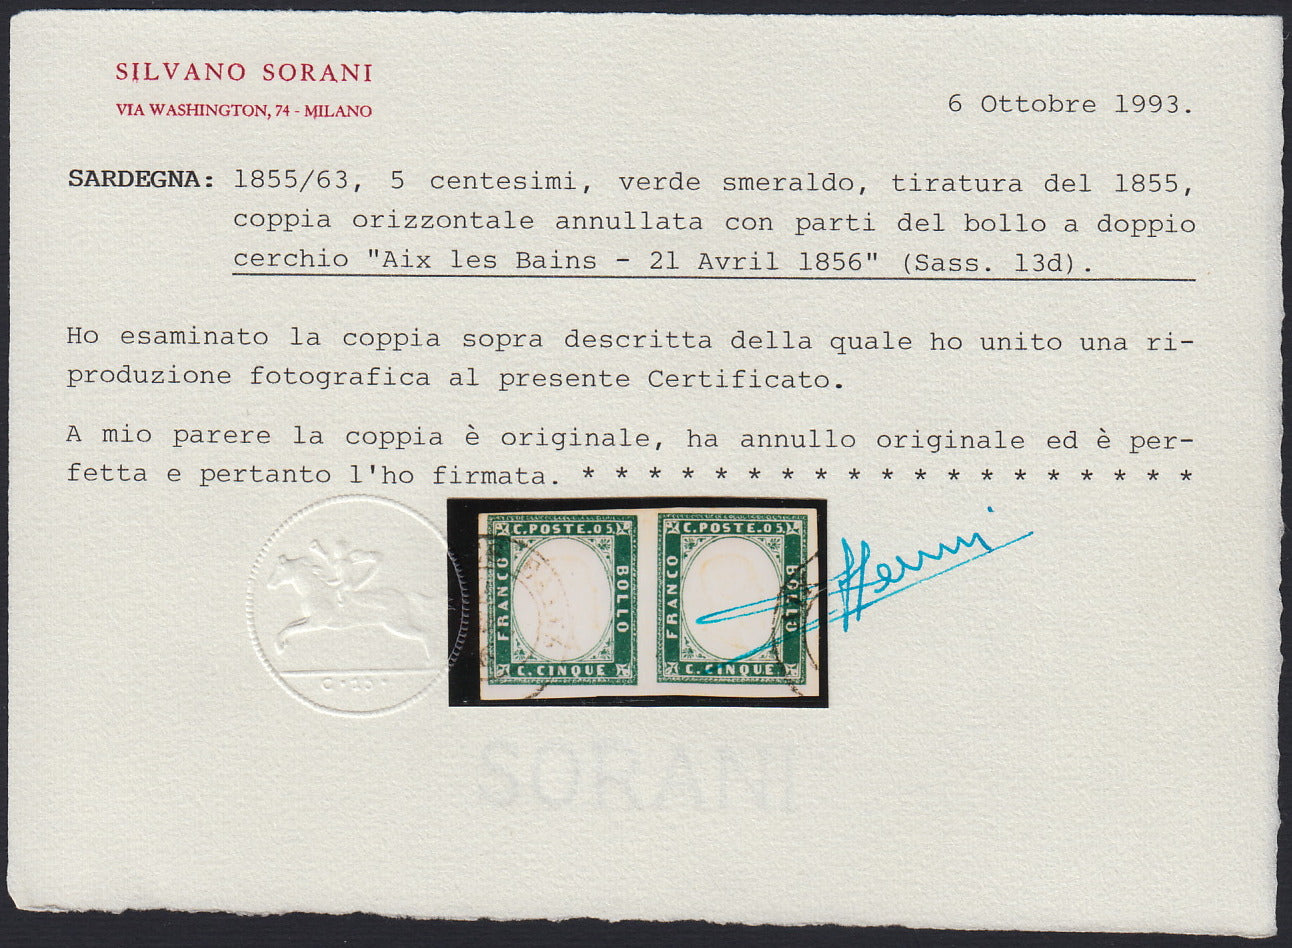 SILVANO SORANI
VIA WASHINGTON, 74 - MILANO
6 Ottobre 1993.
SARDEGNA: 1855/63, 5 centesimi, verde smeraldo, tiratura del 1855,
coppia orizzontale annullata con parti del bollo a doppio
cerchio "Aix les Bains - 21 Avril 1856" (Sass. 13d).
Ho esaminato la coppia sopra descritta della quale ho unito una ri-
produzione fotografica al presente Certificato.
A mio parere la coppia è originale, ha annullo originale ed è per-
fetta e pertanto l'ho firmata. * * * * * * * * * * * * * * * * * * *
C. POSTE. 05.
FRANCO
BOLLO
C. CINQUE
C. POSTE. 05.
FRANCO
BOLLO
C. CINQUE
SORANI